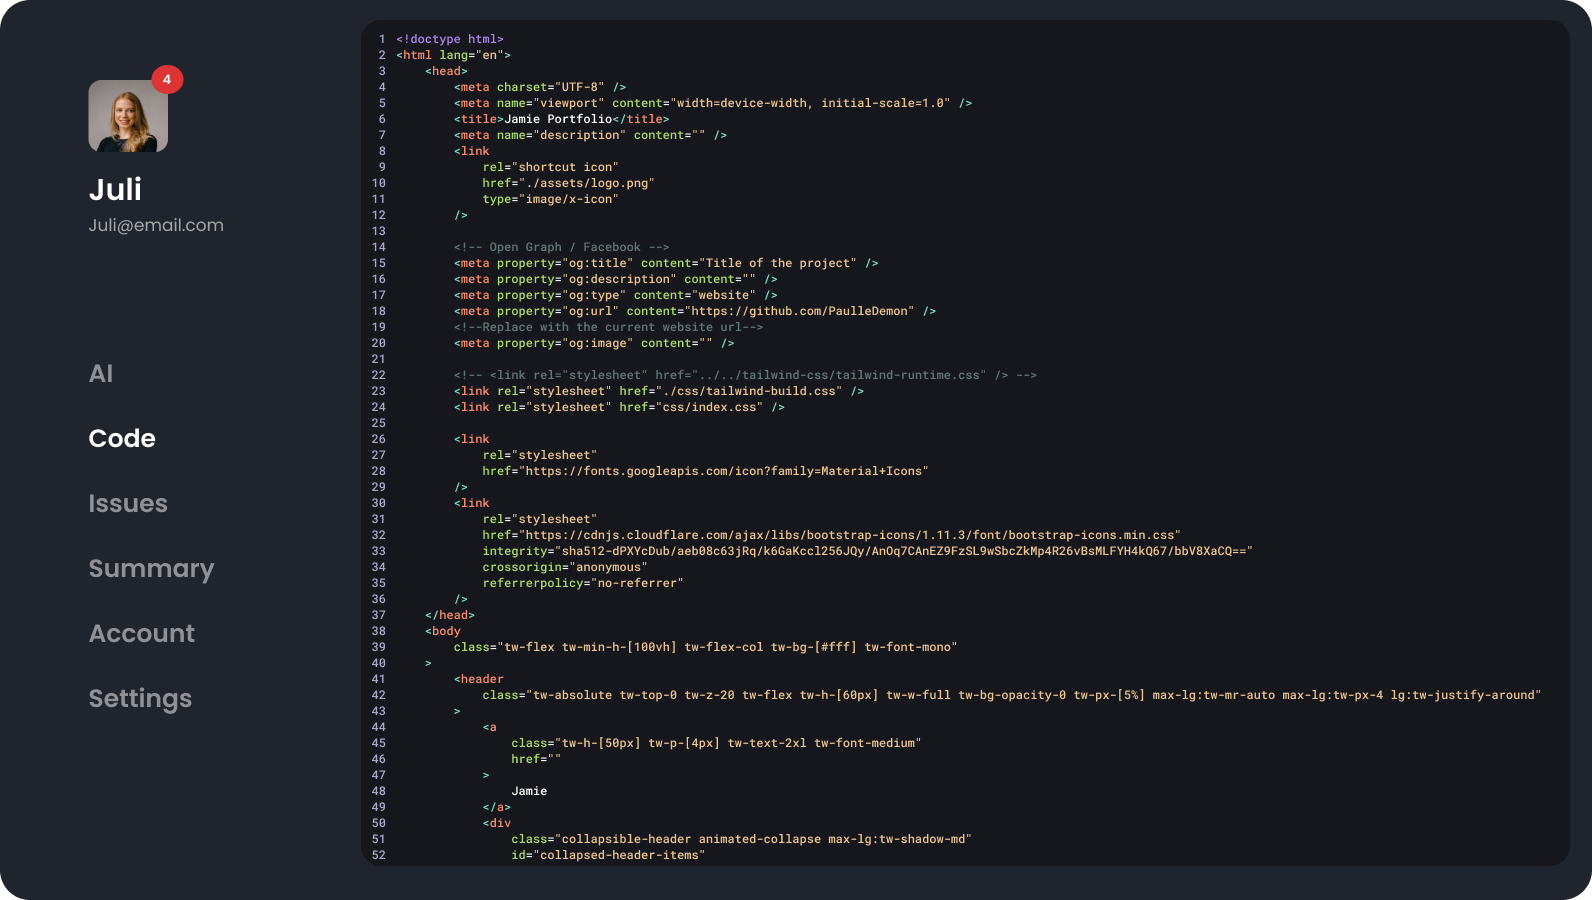 4
Juli
Juli@email.com
AI
Code
Issues
Summary
Account
Settings
1 <!doctype html>
2 <html lang="en">
3 <head>
4 <meta charset="UTF-8" />
5 <meta name="viewport" content="width=device-width, initial-scale=1.0" />
6 <title>Jamie Portfolio</title>
7 <meta name="description" content="" />
8 <link
9 rel="shortcut icon"
10 href="./assets/logo.png"
11 type="image/x-icon"
12 />
13
14 <!-- Open Graph / Facebook -->
15 <meta property="og:title" content="Title of the project" />
16 <meta property="og:description" content="" />
17 <meta property="og:type" content="website" />
18 <meta property="og:url" content="https://github.com/PaulleDemon" />
19 <!--Replace with the current website url-->
20 <meta property="og:image" content="" />
21
22 <!-- <link rel="stylesheet" href="../../tailwind-css/tailwind-runtime.css" /> -->
23 <link rel="stylesheet" href="./css/tailwind-build.css" />
24 <link rel="stylesheet" href="css/index.css" />
25
26 <link
27 rel="stylesheet"
28 href="https://fonts.googleapis.com/icon?family=Material+Icons"
29 />
30 <link
31 rel="stylesheet"
32 href="https://cdnjs.cloudflare.com/ajax/libs/bootstrap-icons/1.11.3/font/bootstrap-icons.min.css"
33 integrity="sha512-dPXYcDub/aeb08c63jRq/k6GaKccl256JQy/AnOq7CAnEZ9FzSL9wSbcZkMp4R26vBsMLFYH4kQ67/bbV8XaCQ=="
34 crossorigin="anonymous"
35 referrerpolicy="no-referrer"
36 />
37 </head>
38 <body
39 class="tw-flex tw-min-h-[100vh] tw-flex-col tw-bg-[#fff] tw-font-mono"
40 >
41 <header
42 class="tw-absolute tw-top-0 tw-z-20 tw-flex tw-h-[60px] tw-w-full tw-bg-opacity-0 tw-px-[5%] max-lg:tw-mr-auto max-lg:tw-px-4 lg:tw-justify-around"
43 >
44 <a
45 class="tw-h-[50px] tw-p-[4px] tw-text-2xl tw-font-medium"
46 href=""
47 >
48 Jamie
49 </a>
50 <div
51 class="collapsible-header animated-collapse max-lg:tw-shadow-md"
52 id="collapsed-header-items"